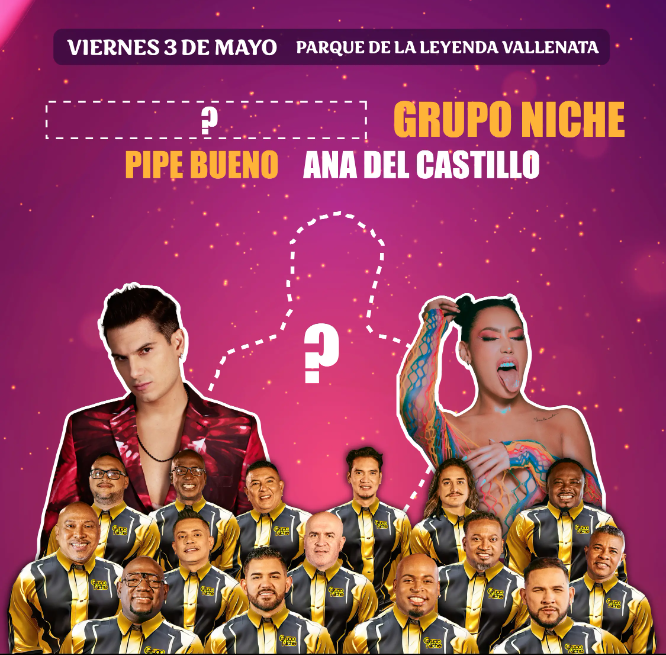 VIERNES 3 DE MAYO PARQUE DE LA LEYENDA VALLENATA
? GRUPO NICHE
PIPE BUENO ANA DEL CASTILLO
?